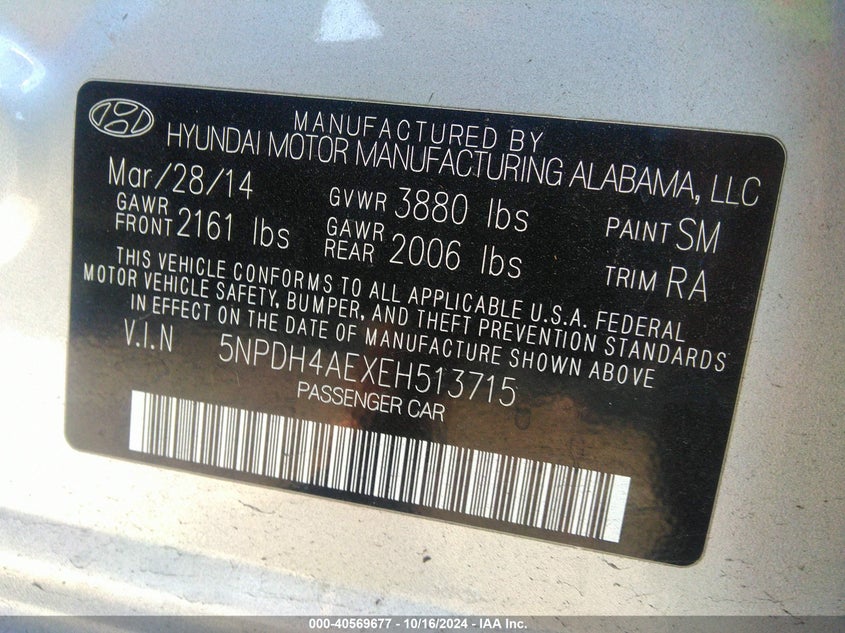 MANUFACTURED BY
HYUNDAI MOTOR MANUFACTURING ALABAMA, LLC
Mar/28/14 GVWR 3880 lbs PAINT SM
GAWR FRONT 2161 lbs GAWR REAR 2006 lbs TRIM RA
THIS VEHICLE CONFORMS TO ALL APPLICABLE U.S.A. FEDERAL
MOTOR VEHICLE SAFETY, BUMPER, AND THEFT PREVENTION STANDARDS
IN EFFECT ON THE DATE OF MANUFACTURE SHOWN ABOVE
V.I.N 5NPDH4AEXEH513715
PASSENGER CAR
000-40569677 - 10/16/2024 - IAA Inc.